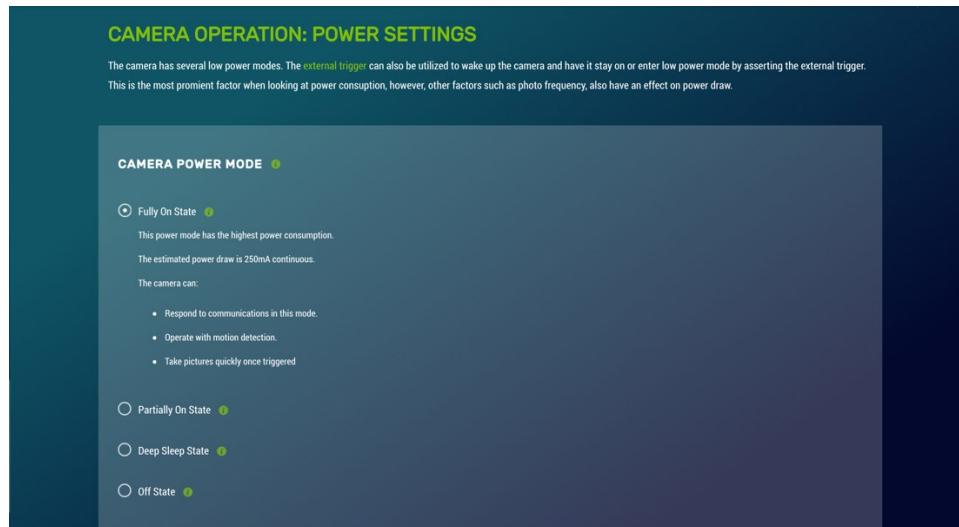 CAMERA OPERATION: POWER SETTINGS
The camera has several low power modes. The external trigger can also be utilized to wake up the camera and have it stay on or enter low power mode by asserting the external trigger.
This is the most promient factor when looking at power consuption, however, other factors such as photo frequency, also have an effect on power draw.
CAMERA POWER MODE i
Fully On State i
This power mode has the highest power consumption.
The estimated power draw is 250mA continuous.
The camera can:
• Respond to communications in this mode.
• Operate with motion detection.
• Take pictures quickly once triggered
Partially On State i
Deep Sleep State i
Off State i